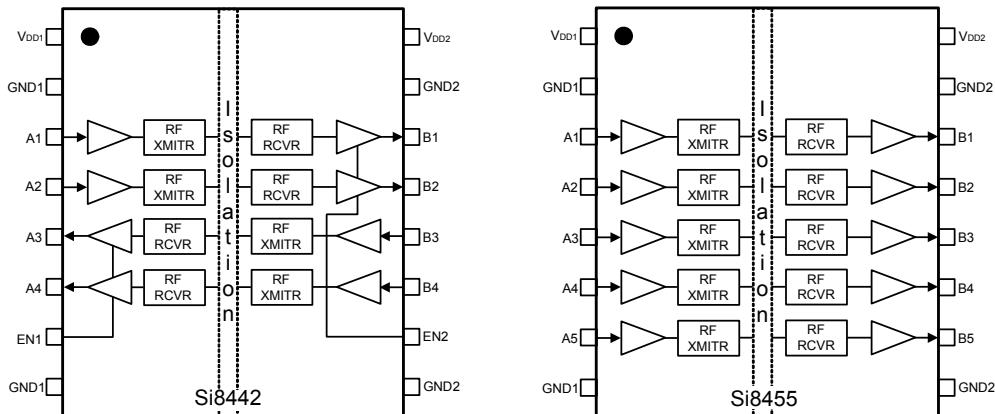 VDD1
VDD2
GND1
GND2
A1
RF XMITR
RF RCVR
B1
A2
RF XMITR
RF RCVR
B2
A3
RF RCVR
RF XMITR
B3
A4
RF RCVR
RF XMITR
B4
EN1
EN2
GND1
GND2
Isolation
Si8442
VDD1
VDD2
GND1
GND2
A1
RF XMITR
RF RCVR
B1
A2
RF XMITR
RF RCVR
B2
A3
RF XMITR
RF RCVR
B3
A4
RF XMITR
RF RCVR
B4
A5
RF XMITR
RF RCVR
B5
GND1
GND2
Isolation
Si8455